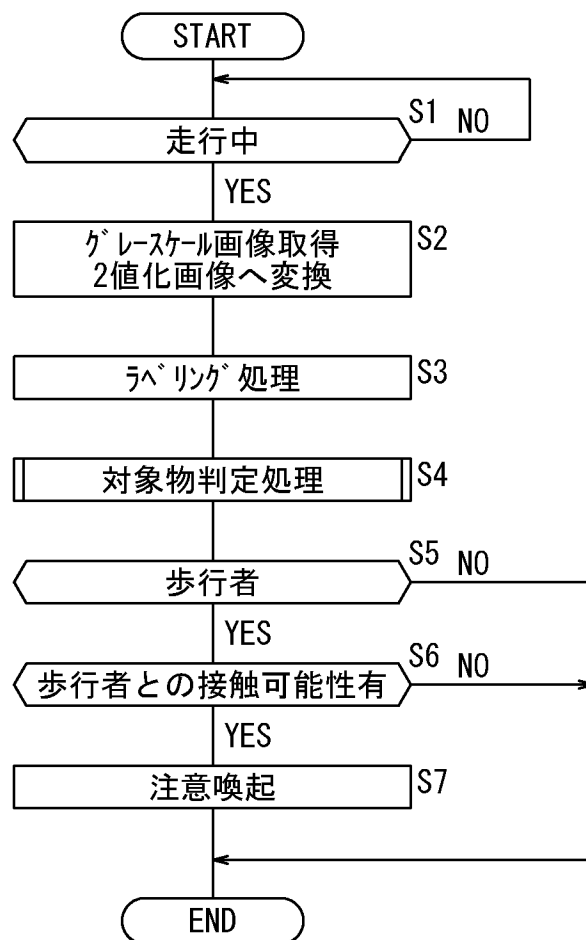 START
走行中
S1
NO
YES
グレースケール画像取得
2値化画像へ変換
S2
ラベリング処理
S3
対象物判定処理
S4
歩行者
S5
NO
YES
歩行者との接触可能性有
S6
NO
YES
注意喚起
S7
END